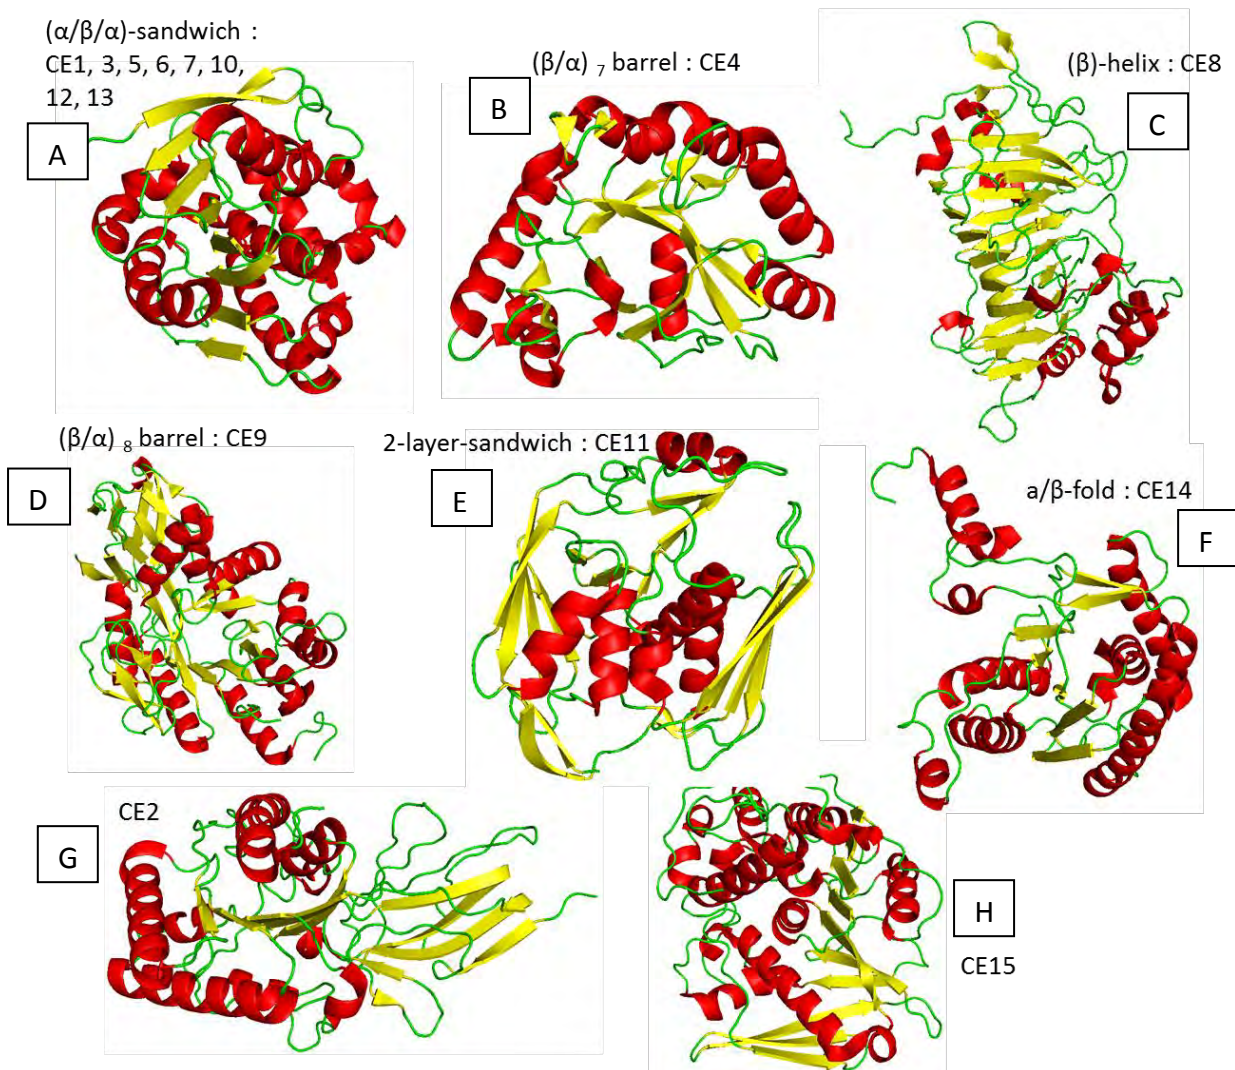 (α/β/α)-sandwich :
CE1, 3, 5, 6, 7, 10,
12, 13
A
(β/α) ₇ barrel : CE4
B
(β)-helix : CE8
C
(β/α) ₈ barrel : CE9
D
2-layer-sandwich : CE11
E
a/β-fold : CE14
F
CE2
G
H
CE15